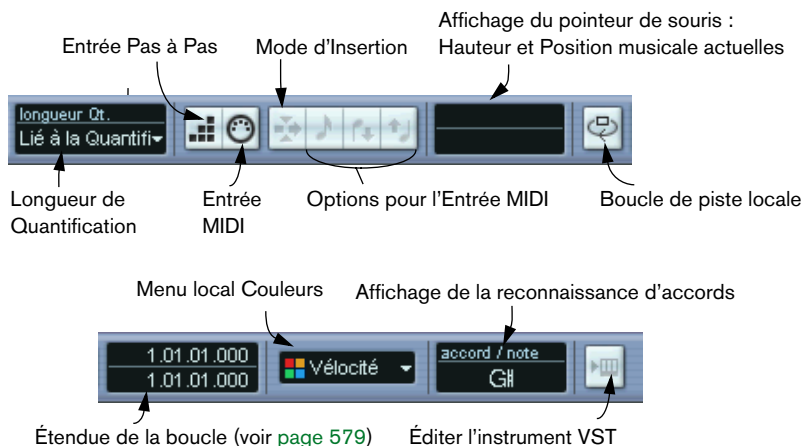 Affichage du pointeur de souris :
Entrée Pas à Pas Mode d'Insertion Hauteur et Position musicale actuelles
longueur Qt.
Lié à la Quantifi
Longueur de Quantification
Entrée MIDI
Options pour l'Entrée MIDI
Boucle de piste locale
Menu local Couleurs Affichage de la reconnaissance d'accords
1.01.01.000
1.01.01.000
Vélocité
accord / note
G#
Étendue de la boucle (voir page 579) Éditer l'instrument VST